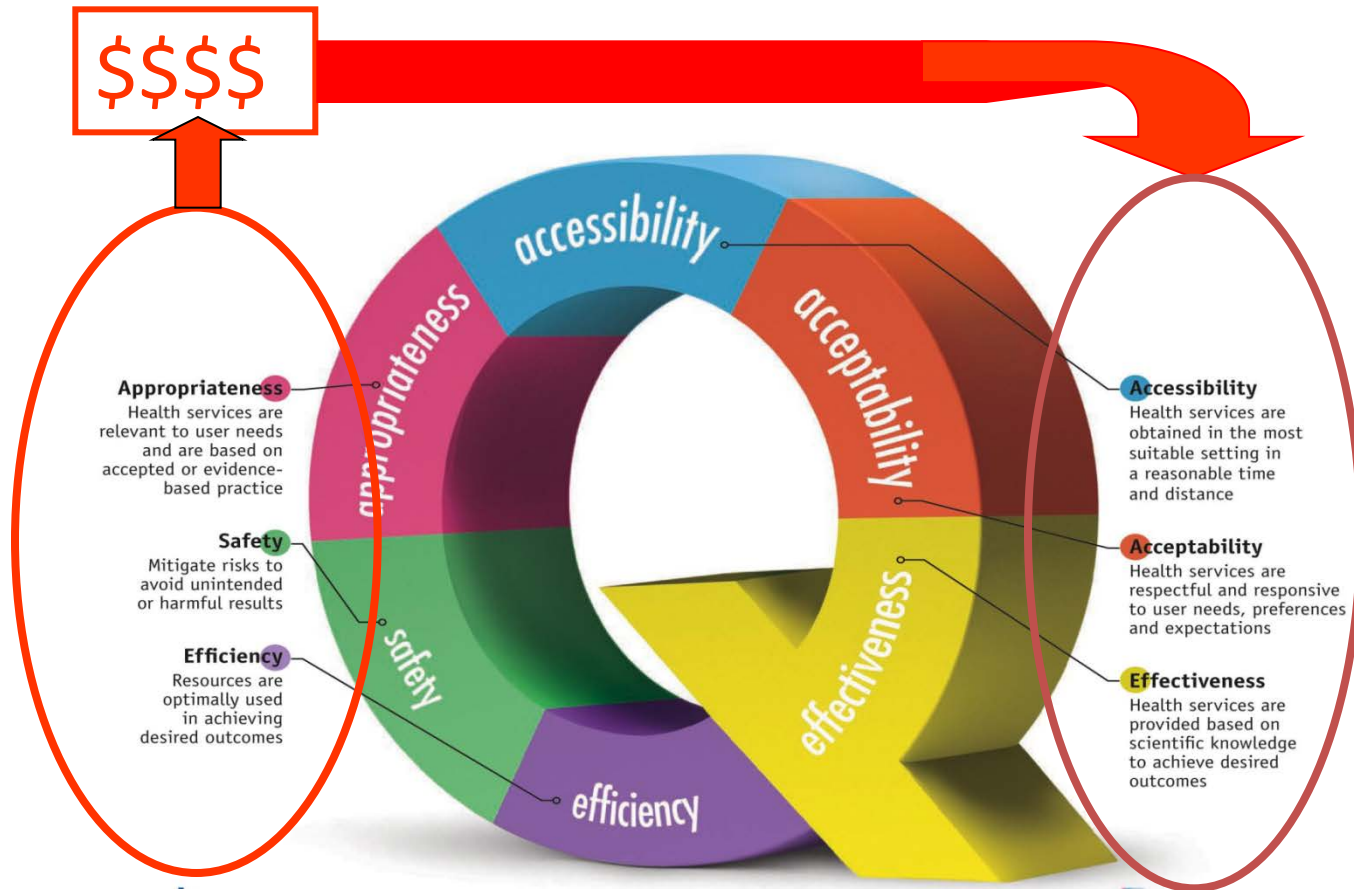 $$$$
accessibility
appropriateness
acceptability
safety
effectiveness
efficiency
Appropriateness
Health services are
relevant to user needs
and are based on
accepted or evidence-
based practice
Safety
Mitigate risks to
avoid unintended
or harmful results
Efficiency
Resources are
optimally used
in achieving
desired outcomes
Accessibility
Health services are
obtained in the most
suitable setting in
a reasonable time
and distance
Acceptability
Health services are
respectful and responsive
to user needs, preferences
and expectations
Effectiveness
Health services are
provided based on
scientific knowledge
to achieve desired
outcomes